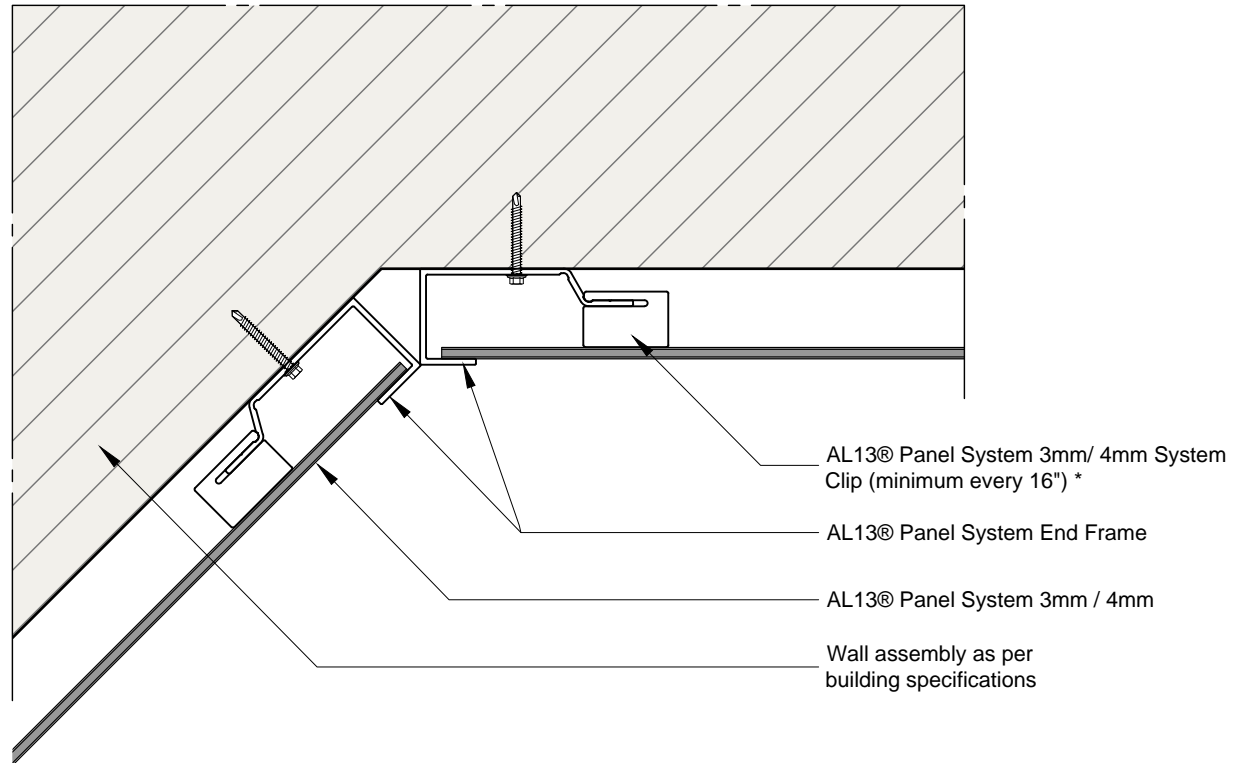 AL13® Panel System 3mm/ 4mm System
Clip (minimum every 16") *
AL13® Panel System End Frame
AL13® Panel System 3mm / 4mm
Wall assembly as per
building specifications